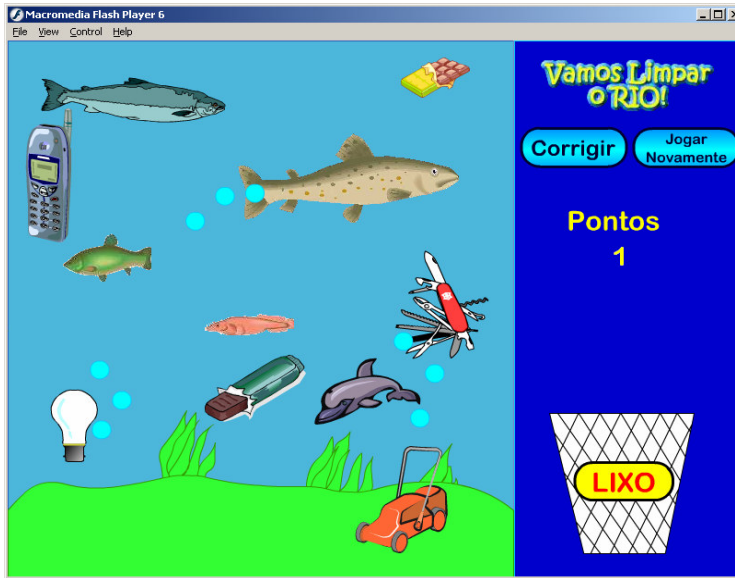 Macromedia Flash Player 6
File View Control Help
Vamos Limpar
o RIO!
Corrigir
Jogar
Novamente
Pontos
1
LIXO